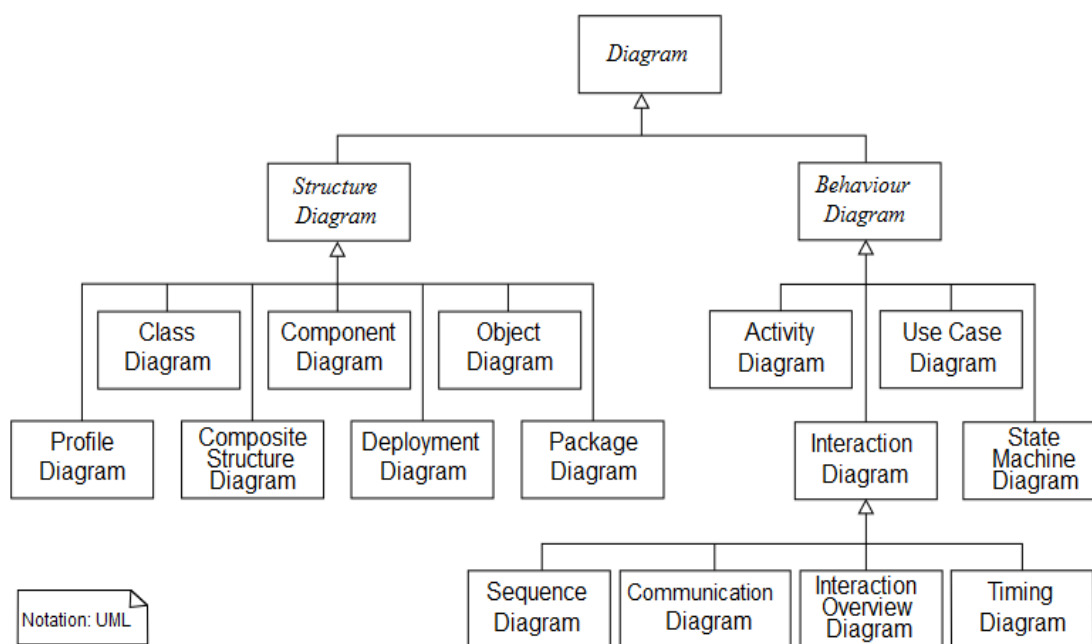 Diagram
Structure
Diagram
Behaviour
Diagram
Class
Diagram
Component
Diagram
Object
Diagram
Activity
Diagram
Use Case
Diagram
Profile
Diagram
Composite
Structure
Diagram
Deployment
Diagram
Package
Diagram
Interaction
Diagram
State
Machine
Diagram
Sequence
Diagram
Communication
Diagram
Interaction
Overview
Diagram
Timing
Diagram
Notation: UML